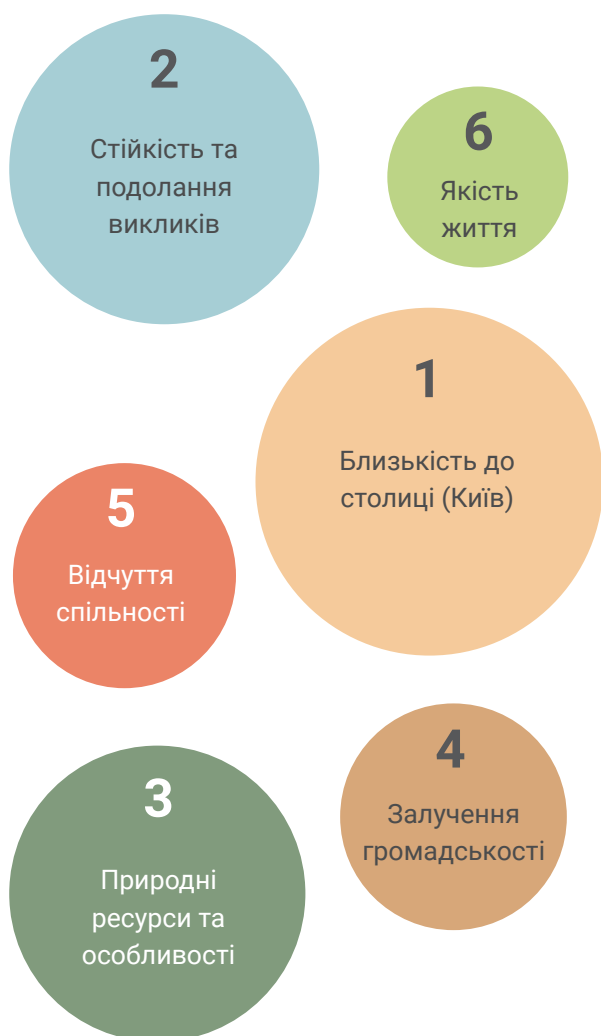 2
Стійкість та
подолання
викликів
6
Якість
життя
1
Близькість до
столиці (Київ)
5
Відчуття
спільності
4
Залучення
громадськості
3
Природні
ресурси та
особливості